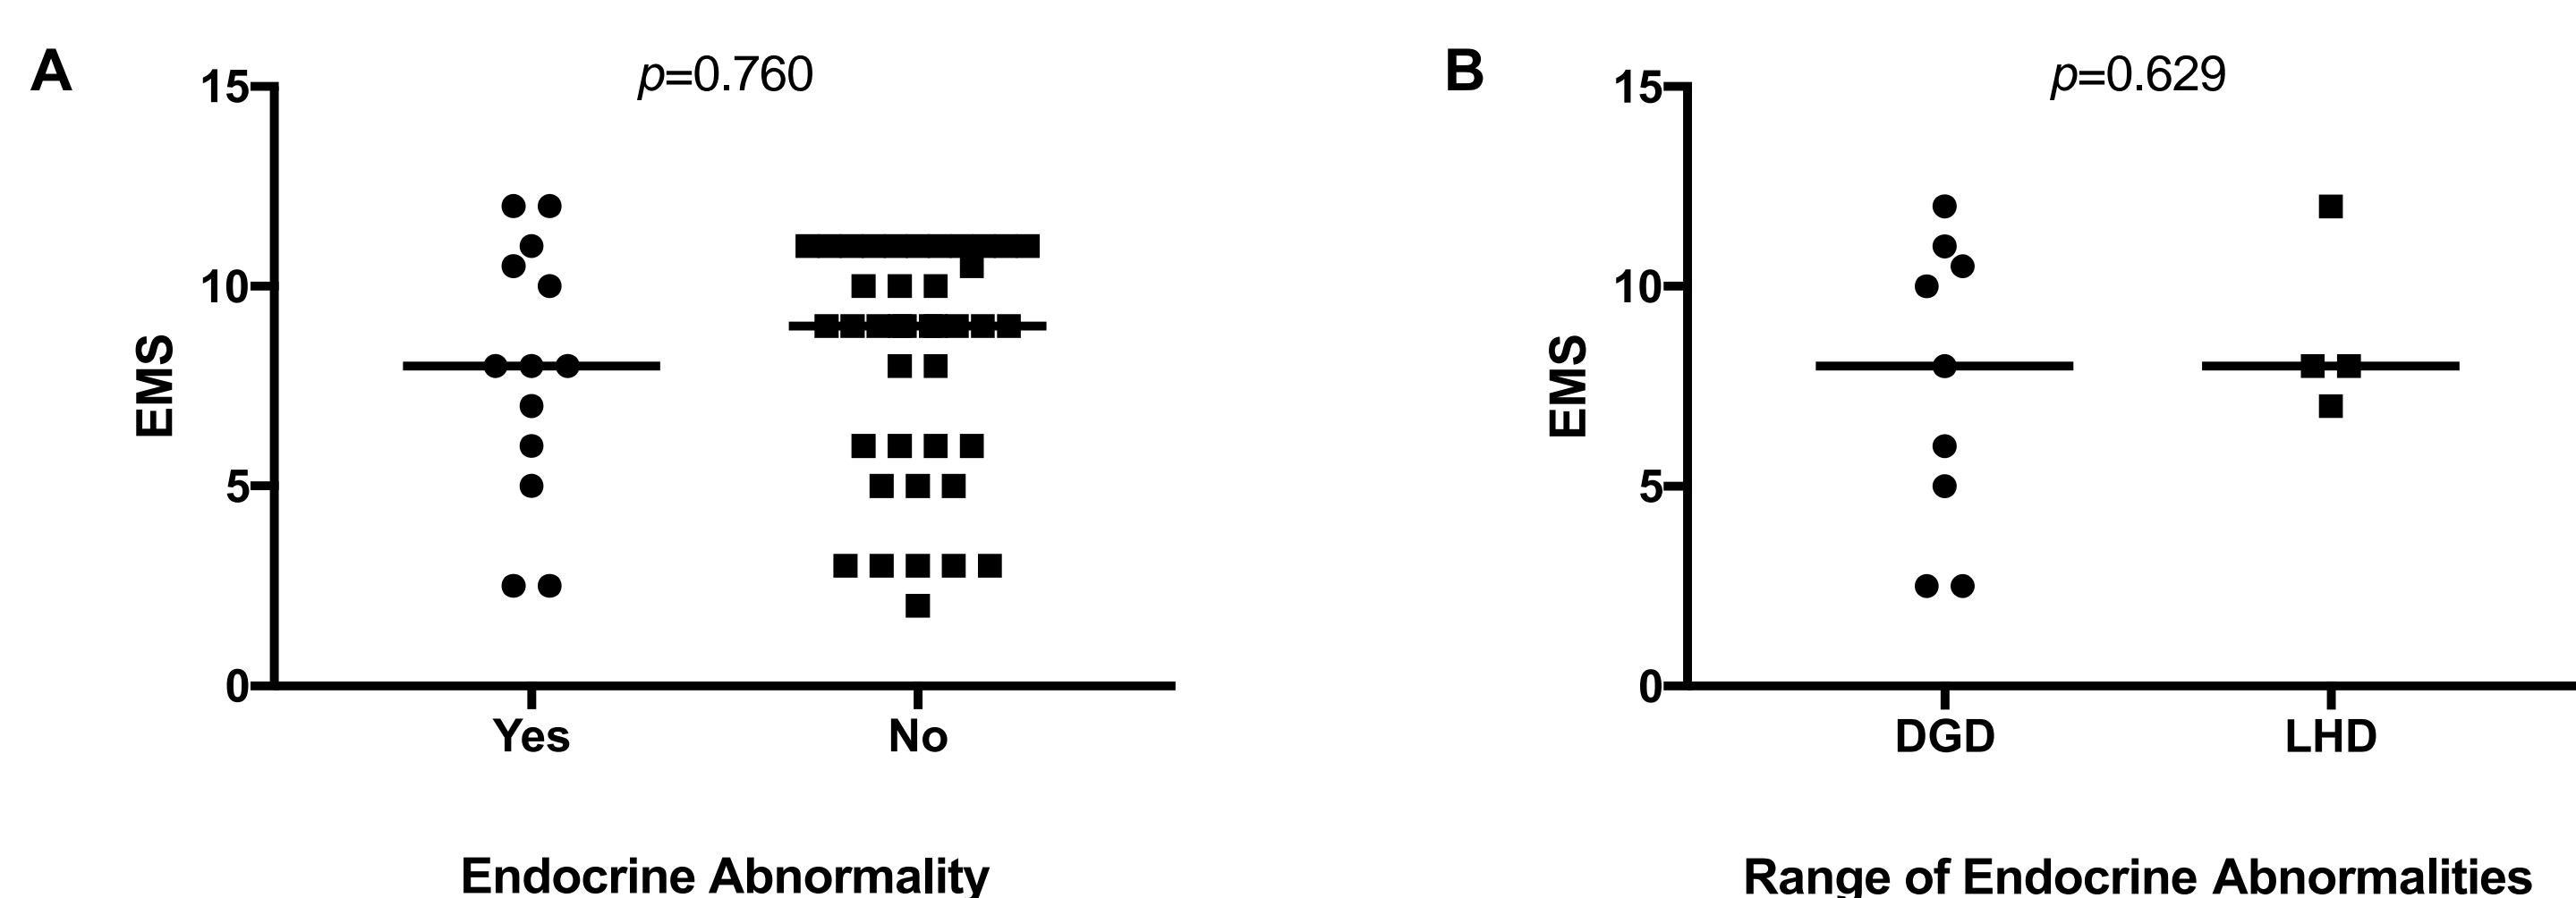 A
p=0.760
15
10
5
0
EMS
Yes
No
Endocrine Abnormality
B
p=0.629
15
10
5
0
EMS
DGD
LHD
Range of Endocrine Abnormalities